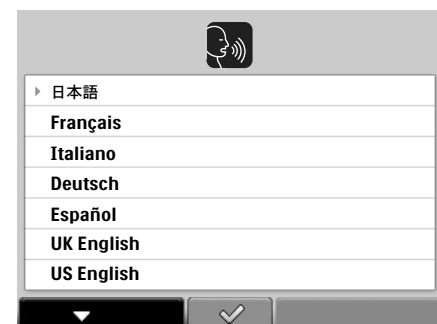 日本語
Français
Italiano
Deutsch
Español
UK English
US English